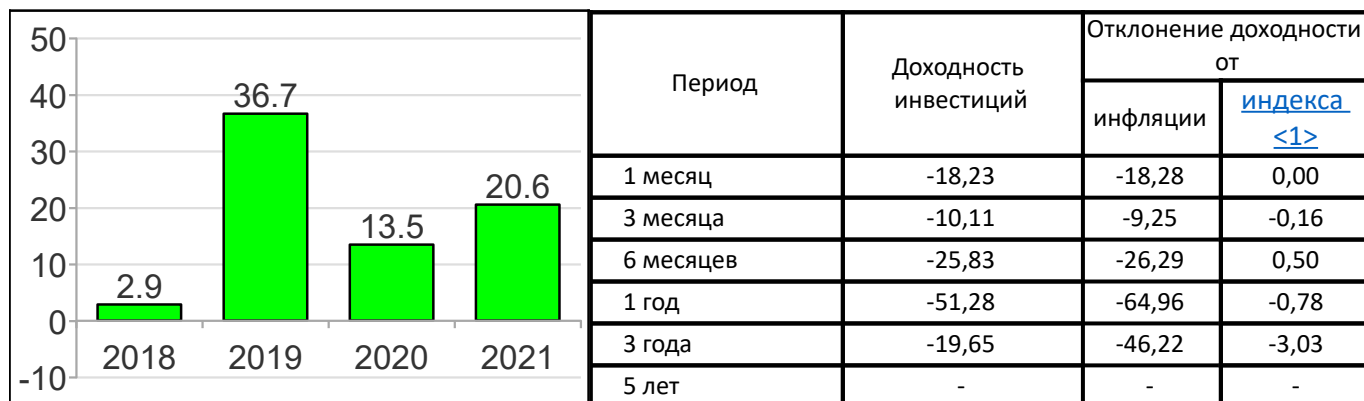 50
40
30
20
10
0
-10
2.9
36.7
13.5
20.6
2018 2019 2020 2021
Период
Доходность
инвестиций
Отклонение доходности
от
инфляции
индекса
<1>
1 месяц -18,23 -18,28 0,00
3 месяца -10,11 -9,25 -0,16
6 месяцев -25,83 -26,29 0,50
1 год -51,28 -64,96 -0,78
3 года -19,65 -46,22 -3,03
5 лет - - -